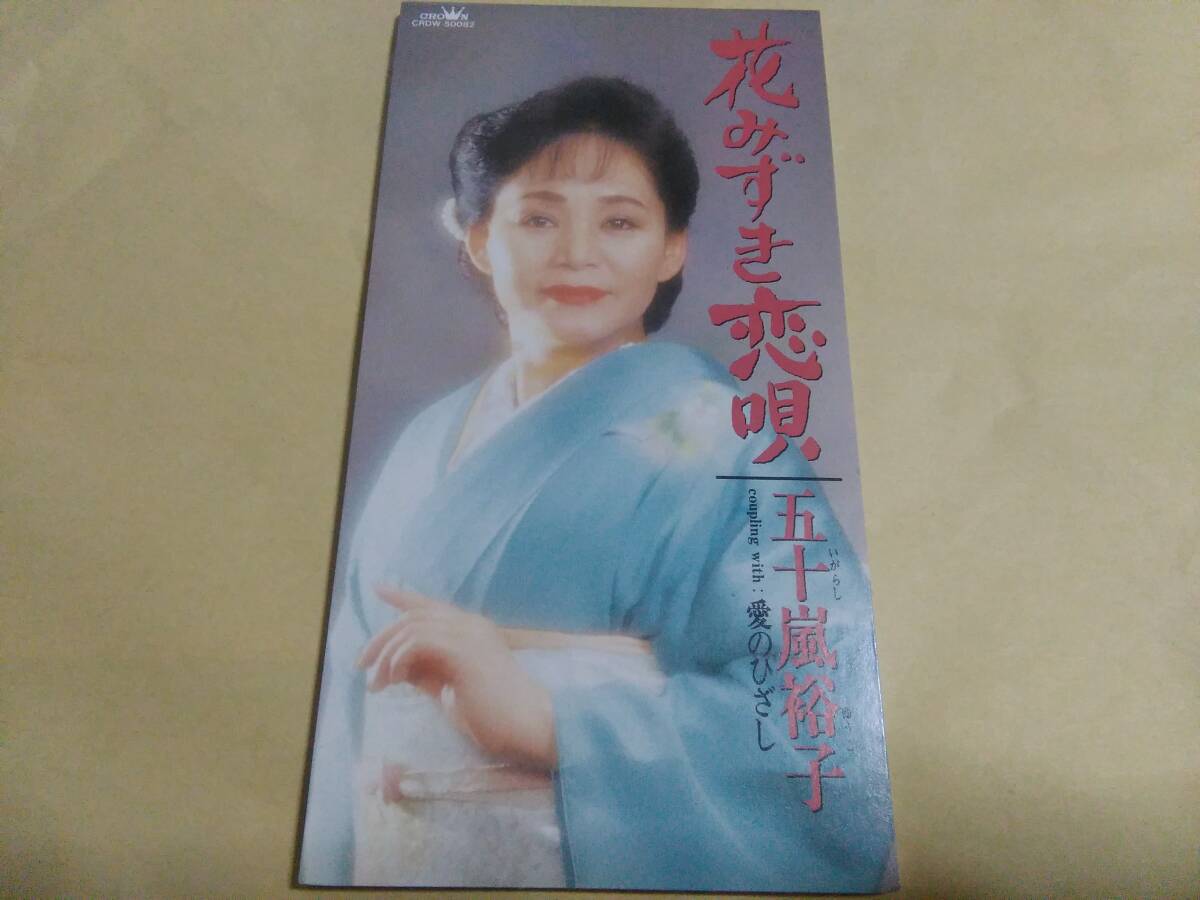 CROWN
CRDW 50082
花みずき恋唄
五十嵐裕子
いがらし
coupling with : 愛のひざし